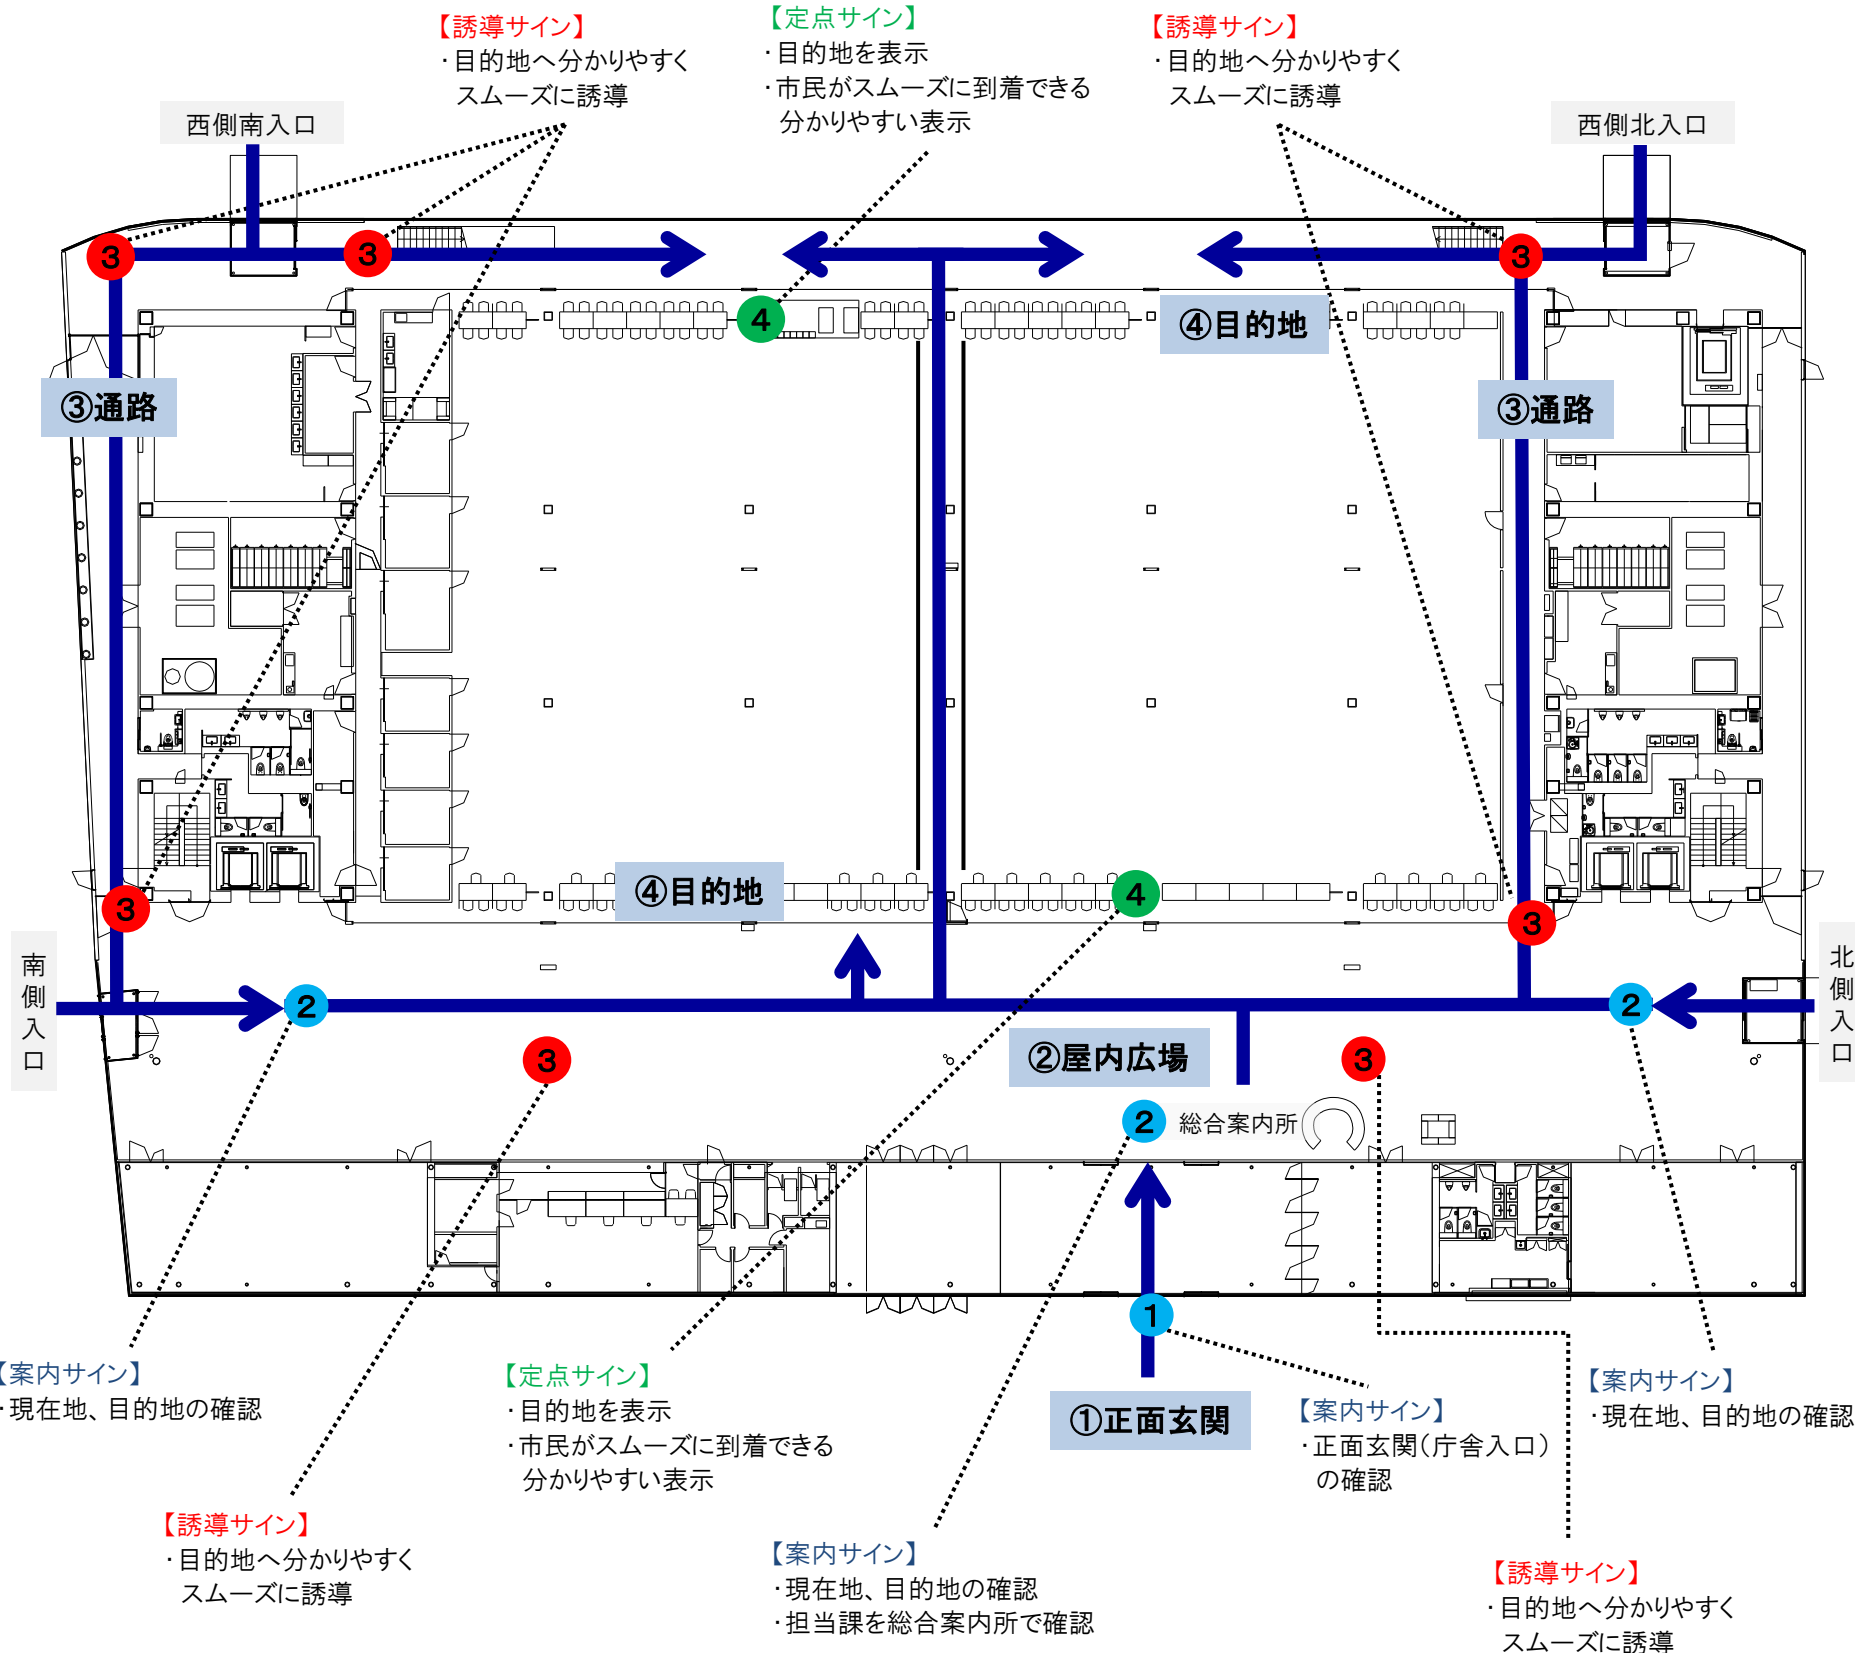 【誘導サイン】
・目的地へ分かりやすく
スムーズに誘導
【定点サイン】
・目的地を表示
・市民がスムーズに到着できる
分かりやすい表示
【誘導サイン】
・目的地へ分かりやすく
スムーズに誘導
西側南入口
西側北入口
3
3
3
4
④目的地
③通路
③通路
④目的地
4
3
3
南側入口
北側入口
2
2
3
②屋内広場
3
2
総合案内所
1
【案内サイン】
・現在地、目的地の確認
【定点サイン】
・目的地を表示
・市民がスムーズに到着できる
分かりやすい表示
①正面玄関
【案内サイン】
・正面玄関（庁舎入口）
の確認
【案内サイン】
・現在地、目的地の確認
【誘導サイン】
・目的地へ分かりやすく
スムーズに誘導
【案内サイン】
・現在地、目的地の確認
・担当課を総合案内所で確認
【誘導サイン】
・目的地へ分かりやすく
スムーズに誘導